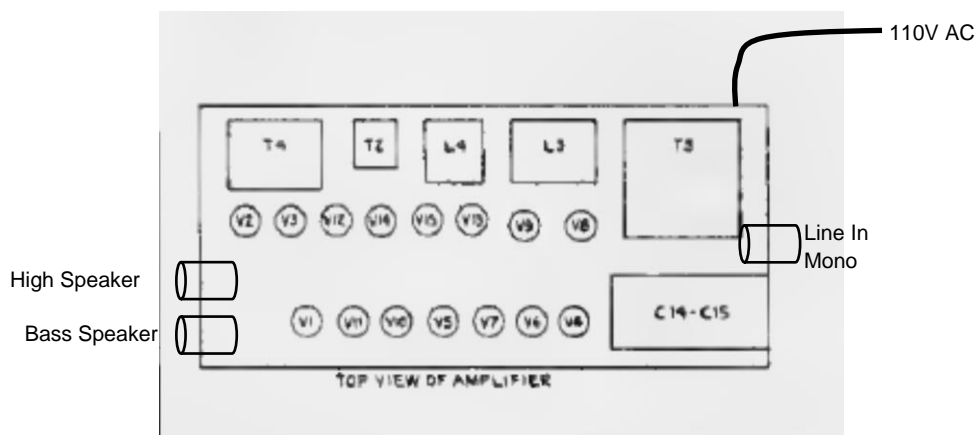 110V AC
T4 T2 L4 L3 T3
V2 V3 V12 V14 V15 V13 V9 V8
Line In
Mono
High Speaker
Bass Speaker
V1 V11 V10 V5 V7 V6
C14-C15
TOP VIEW OF AMPLIFIER